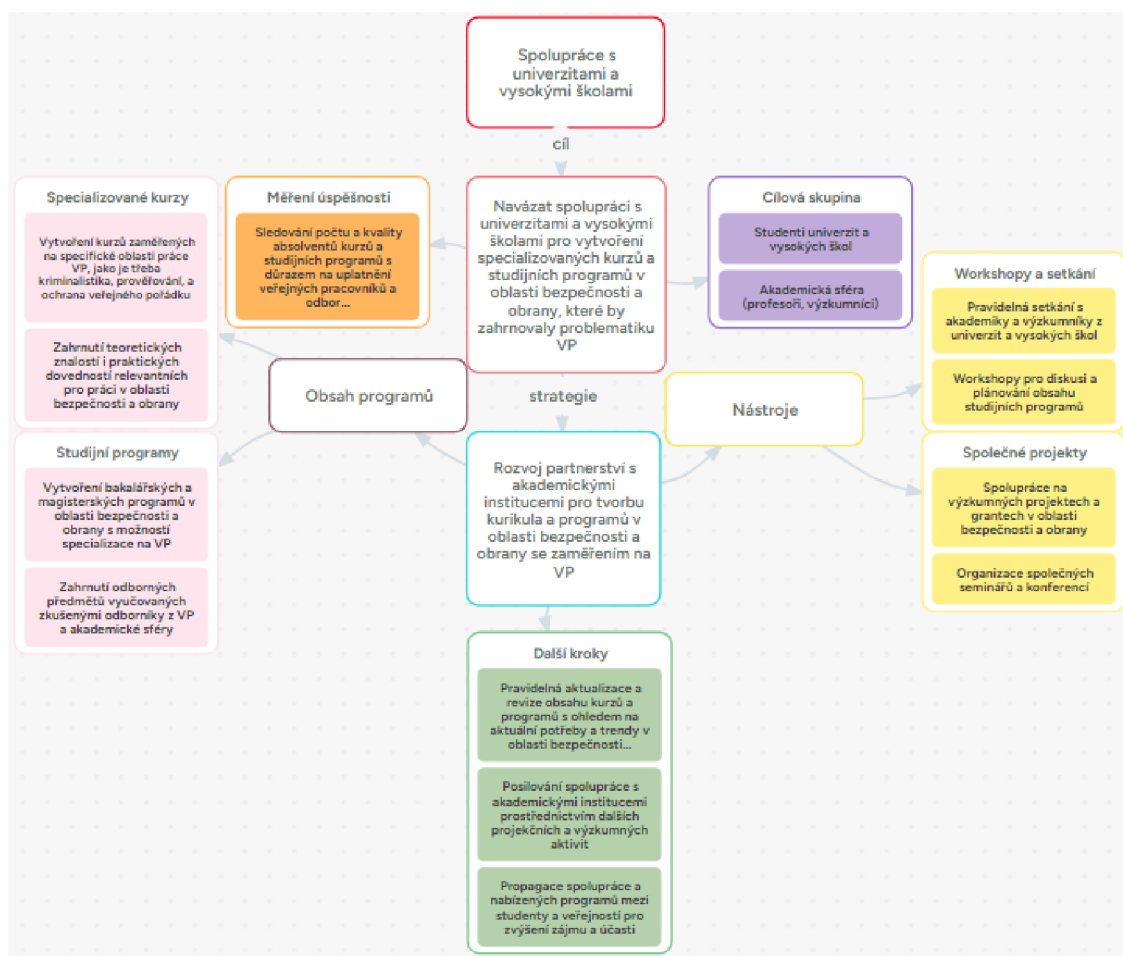 Spolupráce s
univerzitami a
vysokými školami
cíl
Specializované kurzy
Vytvoření kurzů zaměřených
na specifické oblasti práce
VP, jako je třeba
kriminalistika, prověřování, a
ochrana veřejného pořádku
Zahrnutí teoretických
znalostí i praktických
dovedností relevantních
pro práci v oblasti
bezpečnosti a obrany
Měření úspěšnosti
Sledování počtu a kvality
absolventů kurzů a
studijních programů s
důrazem na uplatnění
veřejných pracovníků a
odbor...
Navázat spolupráci s
univerzitami a vysokými
školami pro vytvoření
specializovaných kurzů a
studijních programů v
oblasti bezpečnosti a
obrany, které by
zahrnovaly problematiku
VP
Cílová skupina
Studenti univerzit a
vysokých škol
Akademická sféra
(profesoři, výzkumníci)
Workshopy a setkání
Pravidelná setkání s
akademiky a výzkumníky z
univerzit a vysokých škol
Workshopy pro diskusi a
plánování obsahu
studijních programů
Obsah programů
strategie
Nástroje
Studijní programy
Vytvoření bakalářských a
magisterských programů v
oblasti bezpečnosti a
obrany s možností
specializace na VP
Zahrnutí odborných
předmětů vyučovaných
zkušenými odborníky z VP
a akademické sféry
Rozvoj partnerství s
akademickými
institucemi pro tvorbu
kurikula a programů v
oblasti bezpečnosti a
obrany se zaměřením na
VP
Společné projekty
Spolupráce na
výzkumných projektech a
grantech v oblasti
bezpečnosti a obrany
Organizace společných
seminářů a konferencí
Další kroky
Pravidelná aktualizace a
revize obsahu kurzů a
programů s ohledem na
aktuální potřeby a trendy v
oblasti bezpečnosti...
Posilování spolupráce s
akademickými institucemi
prostřednictvím dalších
projekčních a výzkumných
aktivit
Propagace spolupráce a
nabízených programů mezi
studenty a veřejností pro
zvýšení zájmu a účasti